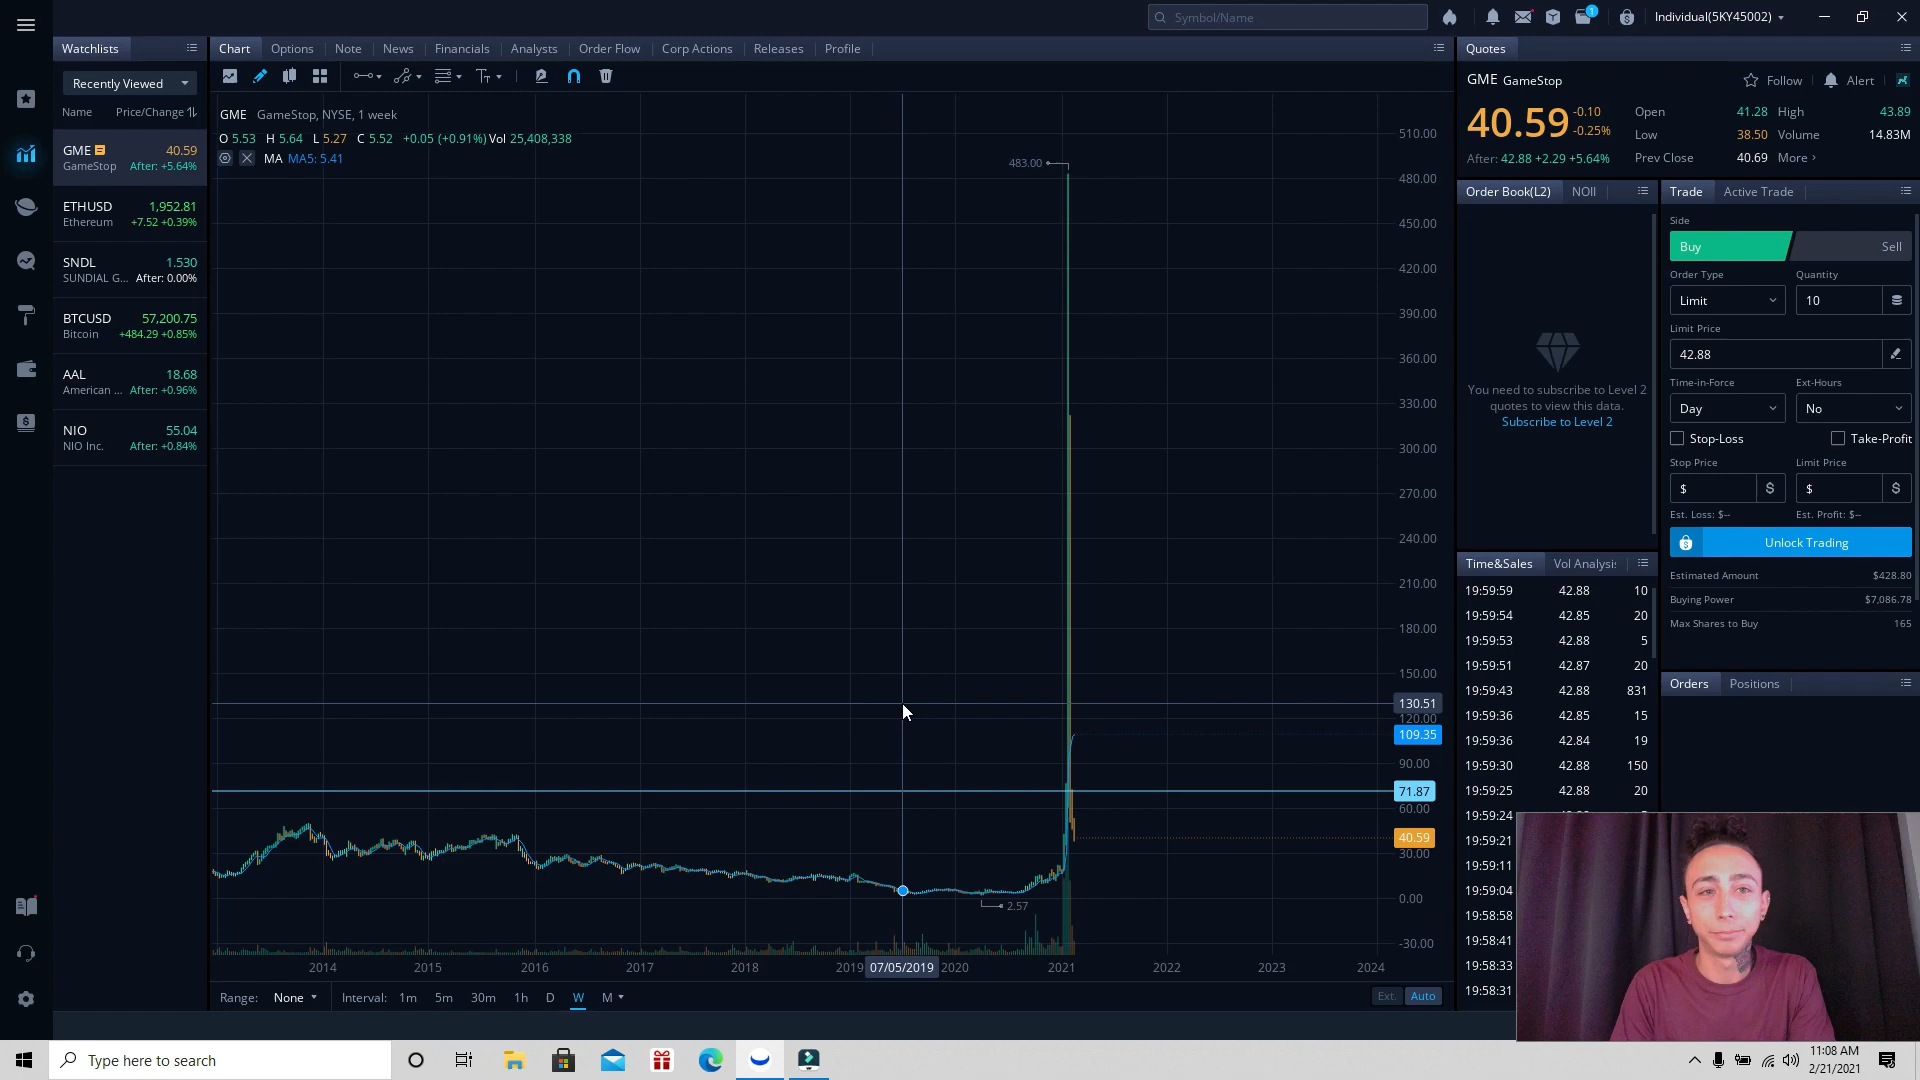 Symbol/Name
1
Individual(5KY45002)
Watchlists
Chart Options Note News Financials Analysts Order Flow Corp Actions Releases Profile
Quotes
Recently Viewed
Name Price/Change
GME 40.59
GameStop After: +5.64%
ETHUSD 1,952.81
Ethereum +7.52 +0.39%
SNDL 1.530
SUNDIAL G... After: 0.00%
BTCUSD 57,200.75
Bitcoin +484.29 +0.85%
AAL 18.68
American ... After: +0.96%
NIO 55.04
NIO Inc. After: +0.84%
GME GameStop, NYSE, 1 week
O 5.53 H 5.64 L 5.27 C 5.52 +0.05 (+0.91%) Vol 25,408,338
MA MA5: 5.41
483.00
2.57
510.00
480.00
450.00
420.00
390.00
360.00
330.00
300.00
270.00
240.00
210.00
180.00
150.00
130.51
120.00
109.35
90.00
71.87
60.00
40.59
30.00
0.00
-30.00
2014 2015 2016 2017 2018 2019 07/05/2019 2020 2021 2022 2023 2024
Range: None Interval: 1m 5m 30m 1h D W M
Ext. Auto
GME GameStop
Follow Alert
40.59 -0.10
-0.25%
After: 42.88 +2.29 +5.64%
Open 41.28 High 43.89
Low 38.50 Volume 14.83M
Prev Close 40.69 More
Order Book(L2) NOII
You need to subscribe to Level 2
quotes to view this data.
Subscribe to Level 2
Trade Active Trade
Side
Buy Sell
Order Type Quantity
Limit 10
Limit Price
42.88
Time-in-Force Ext-Hours
Day No
Stop-Loss Take-Profit
Stop Price Limit Price
$ $ $ $
Est. Loss: $-- Est. Profit: $--
Unlock Trading
Estimated Amount $428.80
Buying Power $7,086.78
Max Shares to Buy 165
Time&Sales Vol Analysis
19:59:59 42.88 10
19:59:54 42.85 20
19:59:53 42.88 5
19:59:51 42.87 20
19:59:43 42.88 831
19:59:36 42.85 15
19:59:36 42.84 19
19:59:30 42.88 150
19:59:25 42.88 20
19:59:24
19:59:21
19:59:11
19:59:04
19:58:58
19:58:41
19:58:33
19:58:31
Orders Positions
Type here to search
11:08 AM
2/21/2021